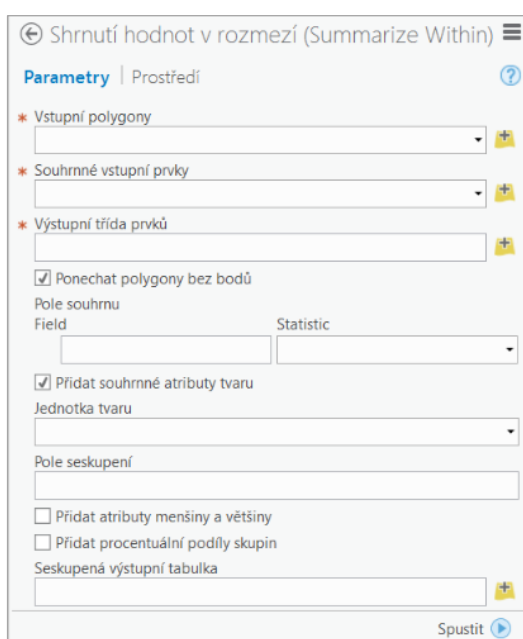 Shrnutí hodnot v rozmezí (Summarize Within)
Parametry | Prostředí
* Vstupní polygony
* Souhrnné vstupní prvky
* Výstupní třída prvků
Ponechat polygony bez bodů
Pole souhrnu
Field Statistic
Přidat souhrnné atributy tvaru
Jednotka tvaru
Pole seskupení
Přidat atributy menšiny a většiny
Přidat procentuální podíly skupin
Seskupená výstupní tabulka
Spustit